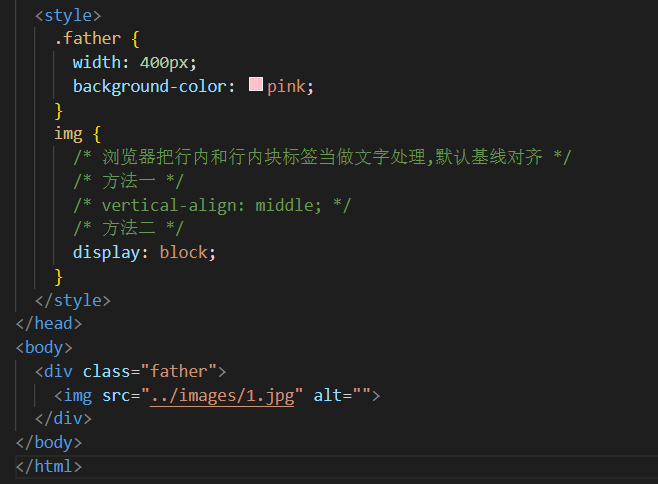 <style>
.father {
width: 400px;
background-color: pink;
}
img {
/* 浏览器把行内和行内块标签当做文字处理,默认基线对齐 */
/* 方法一 */
/* vertical-align: middle; */
/* 方法二 */
display: block;
}
</style>
</head>
<body>
<div class="father">
<img src="../images/1.jpg" alt="">
</div>
</body>
</html>